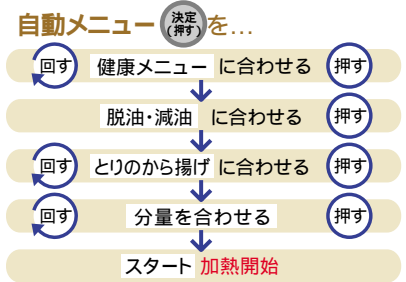 自動メニュー 決定(押す)を…
回す 健康メニュー に合わせる 押す
脱油・減油 に合わせる 押す
回す とりのから揚げ に合わせる 押す
回す 分量を合わせる 押す
スタート 加熱開始